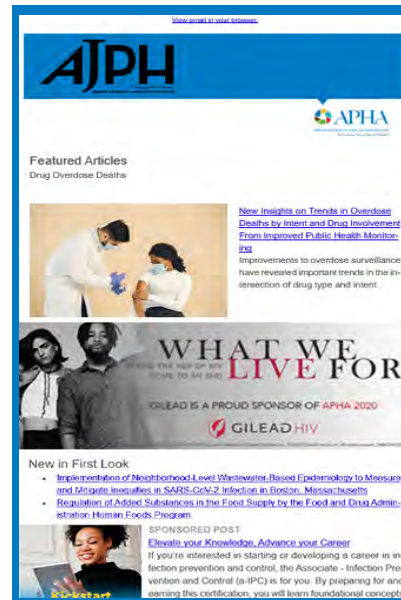 View email in your browser.
AJPH
APHA
Featured Articles
Drug Overdose Deaths
New Insights on Trends in Overdose
Deaths by Intent and Drug Involvement
From Improved Public Health Monitor-
ing
Improvements to overdose surveillance
have revealed important trends in the in-
tersection of drug type and intent.
WHAT WE
LIVE FOR
GILEAD IS A PROUD SPONSOR OF APHA 2020
GILEAD HIV
New in First Look
• Implementation of Neighborhood-Level Wastewater-Based Epidemiology to Measure
and Mitigate Inequities in SARS-CoV-2 Infection in Boston, Massachusetts
• Regulation of Added Substances in the Food Supply by the Food and Drug Admin-
istration Human Foods Program
SPONSORED POST
Elevate your Knowledge, Advance your Career
If you're interested in starting or developing a career in in-
fection prevention and control, the Associate - Infection Pre
vention and Control (a-IPC) is for you. By preparing for and
earning this certification, you will learn foundational concepts
Kickstart